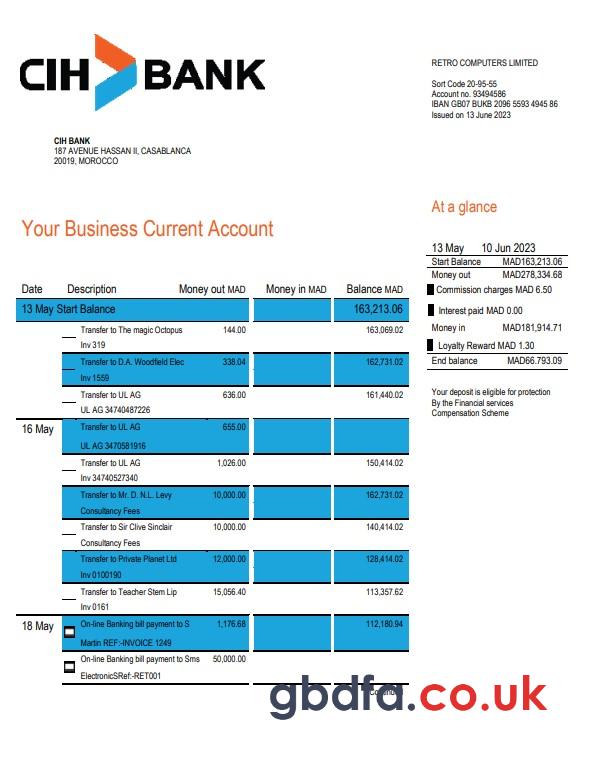 CIH BANK
RETRO COMPUTERS LIMITED
Sort Code 20-95-55
Account no. 93494586
IBAN GB07 BUKB 2096 5593 4945 86
Issued on 13 June 2023
CIH BANK
187 AVENUE HASSAN II, CASABLANCA
20019, MOROCCO
Your Business Current Account
At a glance
13 May 10 Jun 2023
Start Balance MAD163,213.06
Money out MAD278,334.68
Commission charges MAD 6.50
Interest paid MAD 0.00
Money in MAD181,914.71
Loyalty Reward MAD 1.30
End balance MAD66.793.09
Your deposit is eligible for protection
By the Financial services
Compensation Scheme
Date Description Money out MAD Money in MAD Balance MAD
13 May Start Balance 163,213.06
Transfer to The magic Octopus 144.00 163,069.02
Inv 319
Transfer to D.A. Woodfield Elec 338.04 162,731.02
Inv 1559
Transfer to UL AG 636.00 161,440.02
UL AG 34740487226
16 May Transfer to UL AG 655.00
UL AG 3470581916
Transfer to UL AG 1,026.00 150,414.02
Inv 34740527340
Transfer to Mr. D. N.L. Levy 10,000.00 162,731.02
Consultancy Fees
Transfer to Sir Clive Sinclair 10,000.00 140,414.02
Consultancy Fees
Transfer to Private Planet Ltd 12,000.00 128,414.02
Inv 0100190
Transfer to Teacher Stem Lip 15,056.40 113,357.62
Inv 0161
18 May On-line Banking bill payment to S 1,176.68 112,180.94
Martin REF:-INVOICE 1249
On-line Banking bill payment to Sms 50,000.00
ElectronicSRef:-RET001
gbdfa.co.uk